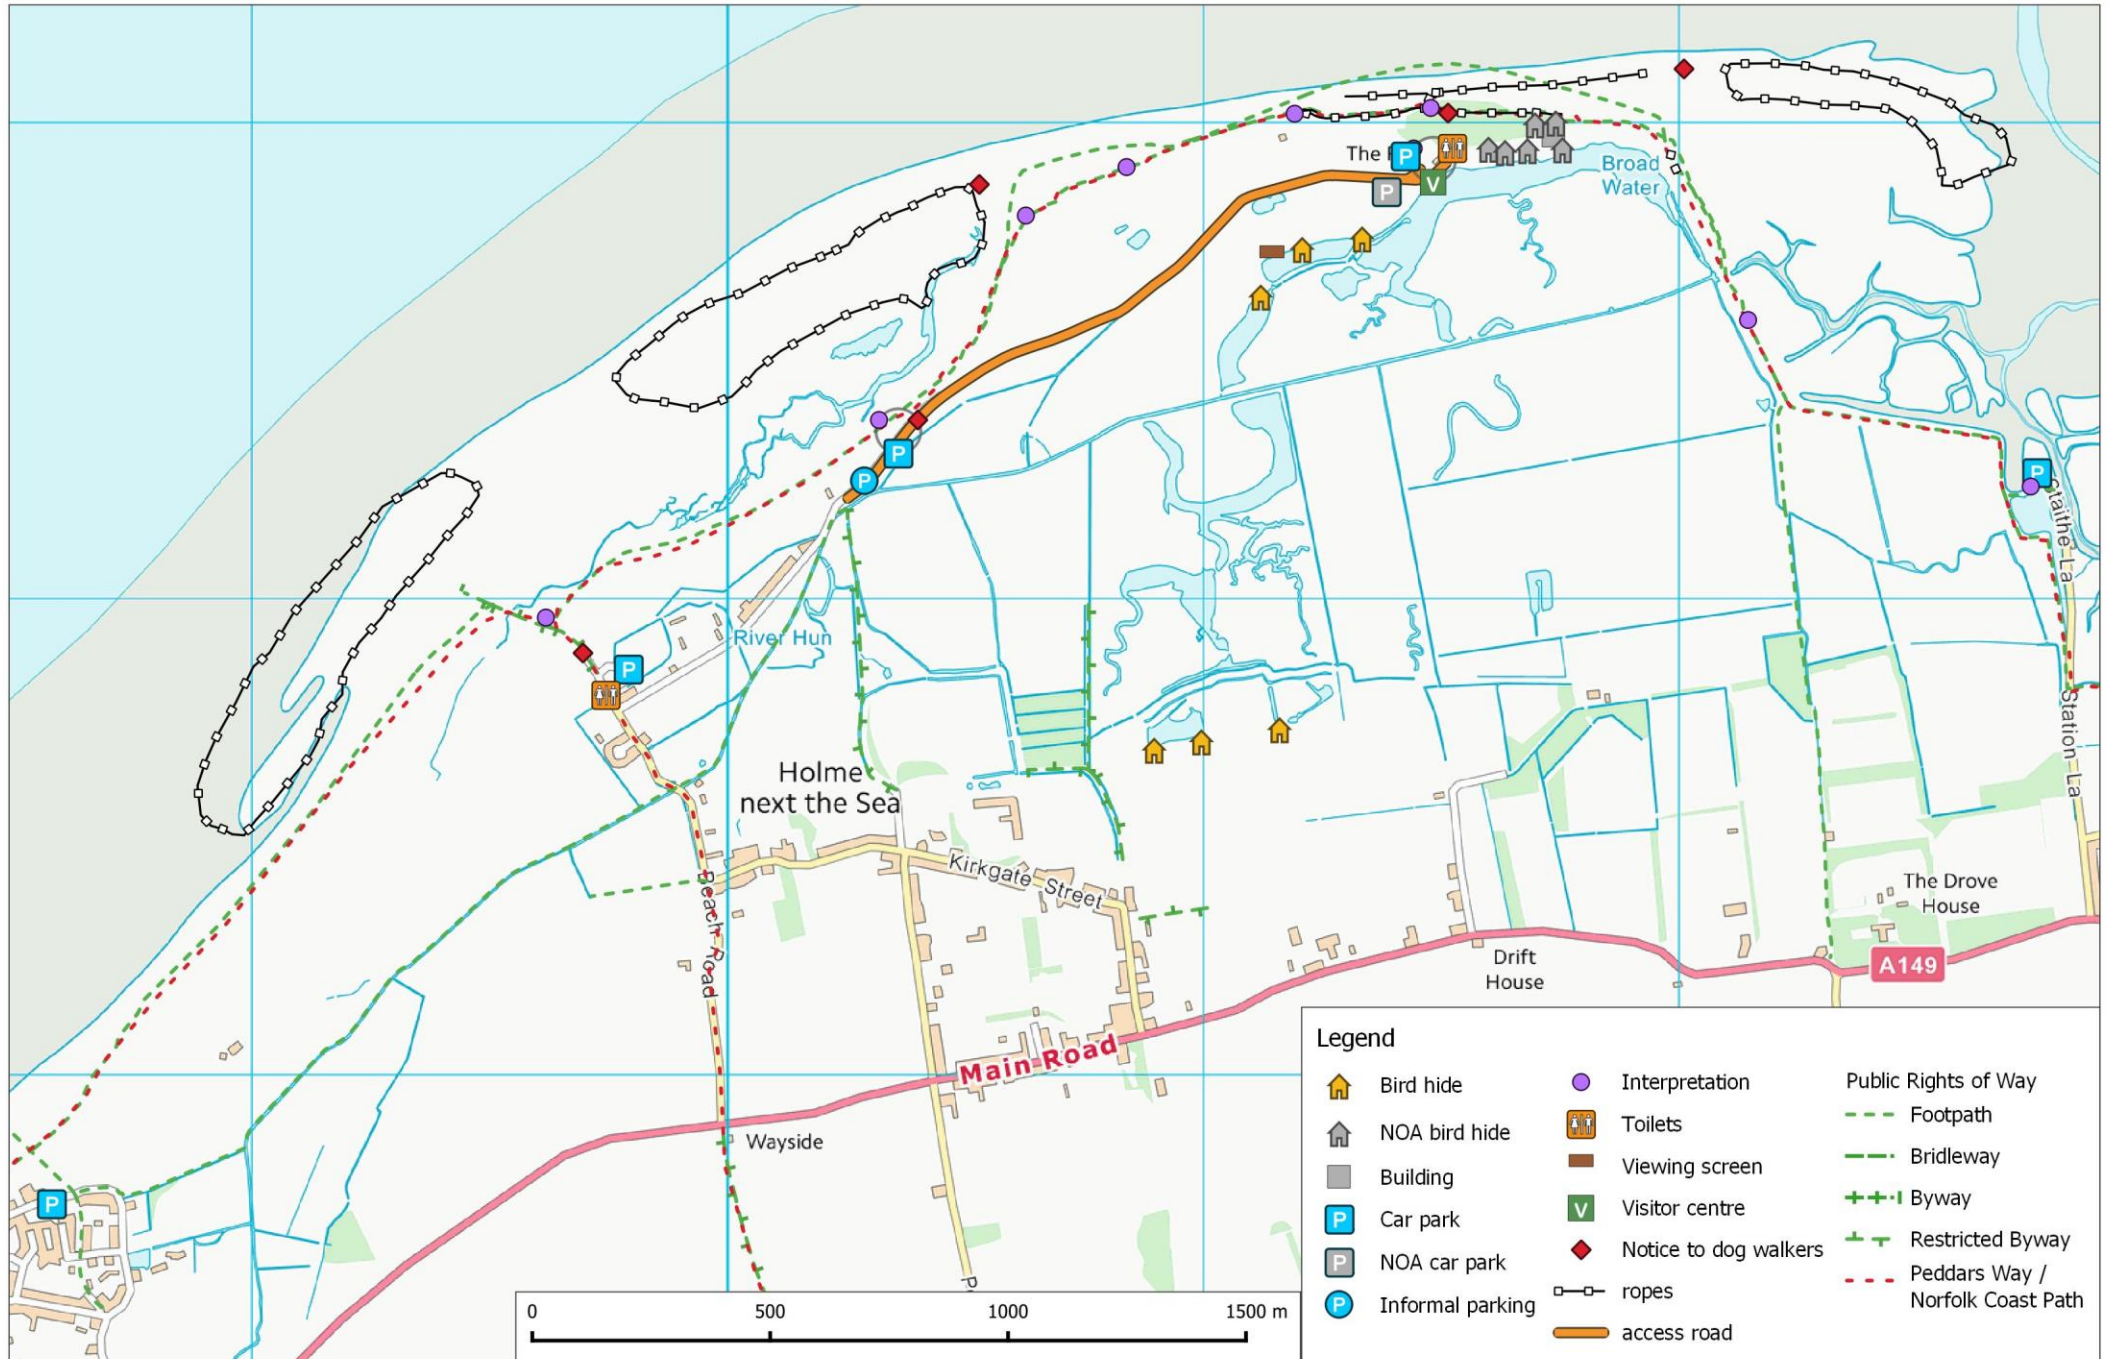 The
Broad
Water
Staithe La
River Hun
Station La
Holme
next the Sea
Kirkgate Street
Beach Road
The Drove
House
A149
Drift
House
Main Road
Wayside
P
P
P
P
P
P
P
V
0 500 1000 1500 m
Legend
Bird hide
NOA bird hide
Building
P Car park
P NOA car park
P Informal parking
Interpretation
Toilets
Viewing screen
V Visitor centre
Notice to dog walkers
ropes
access road
Public Rights of Way
Footpath
Bridleway
Byway
Restricted Byway
Peddars Way /
Norfolk Coast Path